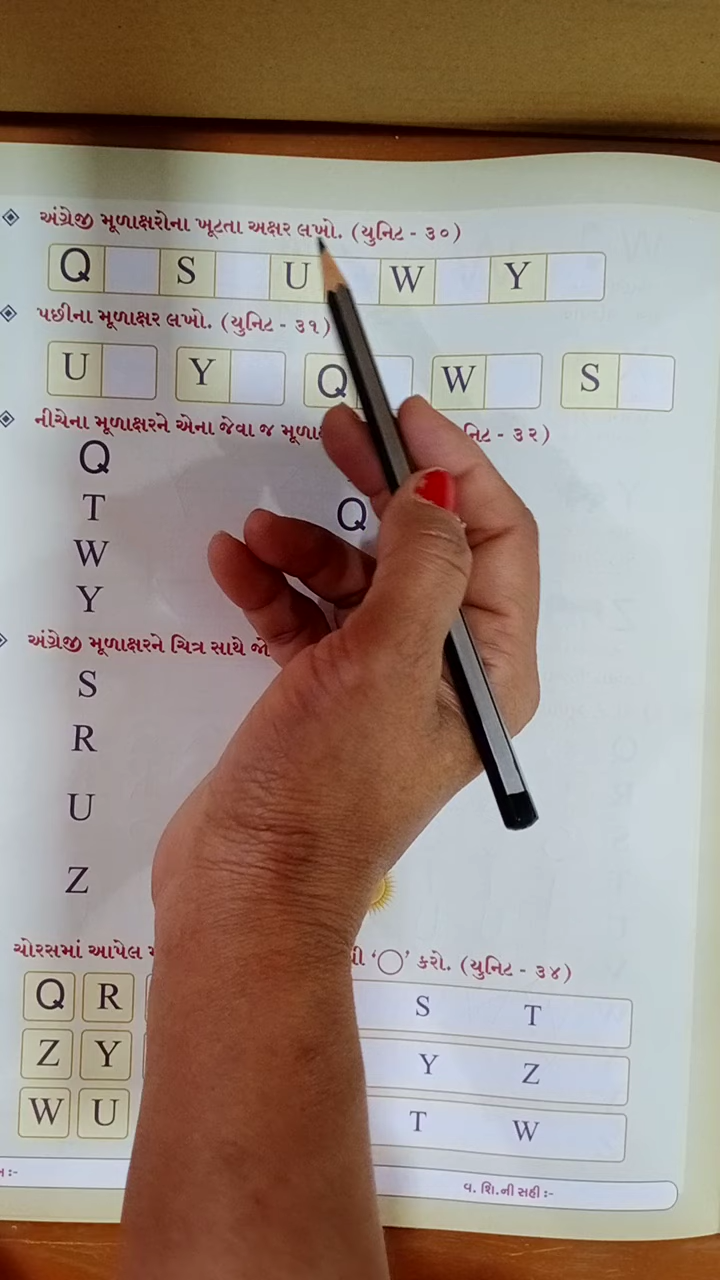 અંગ્રેજી મૂળાક્ષરોના ખૂટતા અક્ષર લખો. (યુનિટ - ૩૦)
Q S U W Y
પછીના મૂળાક્ષર લખો. (યુનિટ - ૩૧)
U Y Q W S
નીચેના મૂળાક્ષરને એના જેવા જ - ૩૨)
Q
T Q
W
Y
અંગ્રેજી મૂળાક્ષરને ચિત્ર સાથે
S
R
U
Z
ચોરસમાં આપેલ '○' કરો. (યુનિટ - ૩૪)
Q R S T
Z Y Y Z
W U T W
વ. શિ.ની સહી :-